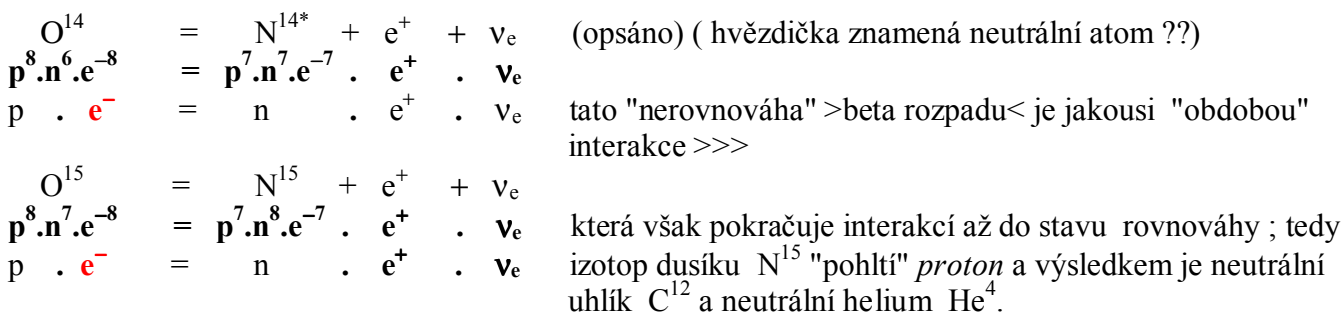 O¹⁴ = N¹⁴* + e⁺ + νₑ (opsáno) ( hvězdička znamená neutrální atom ??)
p⁸.n⁶.e⁻⁸ = p⁷.n⁷.e⁻⁷ . e⁺ . νₑ
p . e⁻ = n . e⁺ . νₑ tato "nerovnováha" >beta rozpadu< je jakousi "obdobou"
interakce >>>
O¹⁵ = N¹⁵ + e⁺ + νₑ
p⁸.n⁷.e⁻⁸ = p⁷.n⁸.e⁻⁷ . e⁺ . νₑ která však pokračuje interakcí až do stavu rovnováhy ; tedy
p . e⁻ = n . e⁺ . νₑ izotop dusíku N¹⁵ "pohltí" proton a výsledkem je neutrální
uhlík C¹² a neutrální helium He⁴.